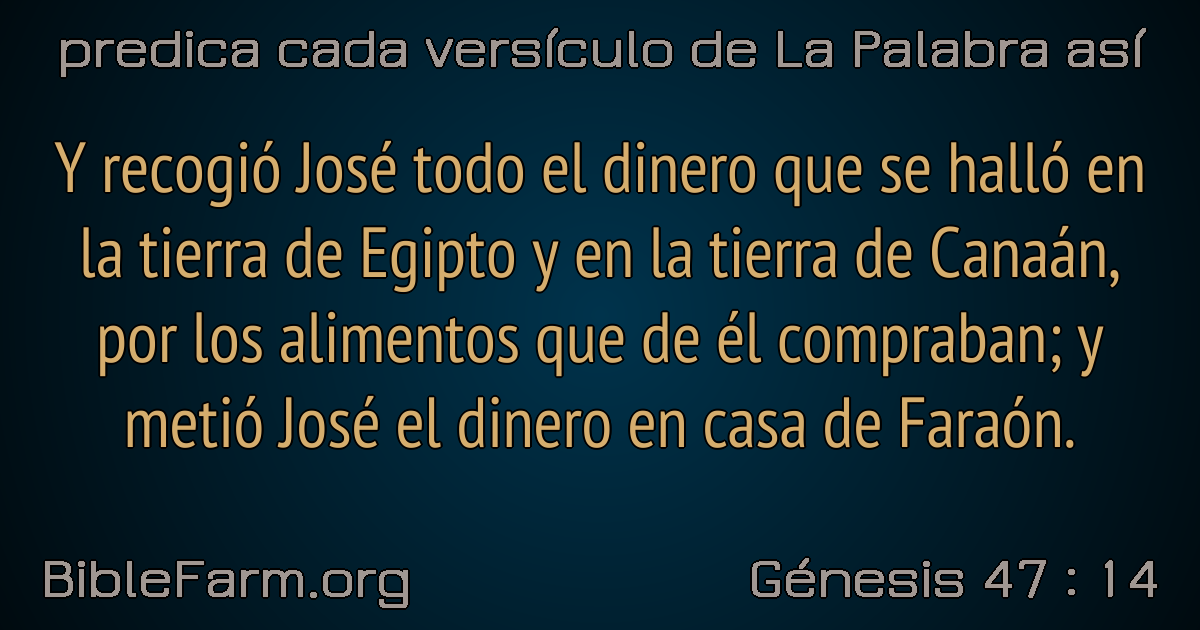 predica cada versículo de La Palabra así
Y recogió José todo el dinero que se halló en
la tierra de Egipto y en la tierra de Canaán,
por los alimentos que de él compraban; y
metió José el dinero en casa de Faraón.
BibleFarm.org
Génesis 47 : 14